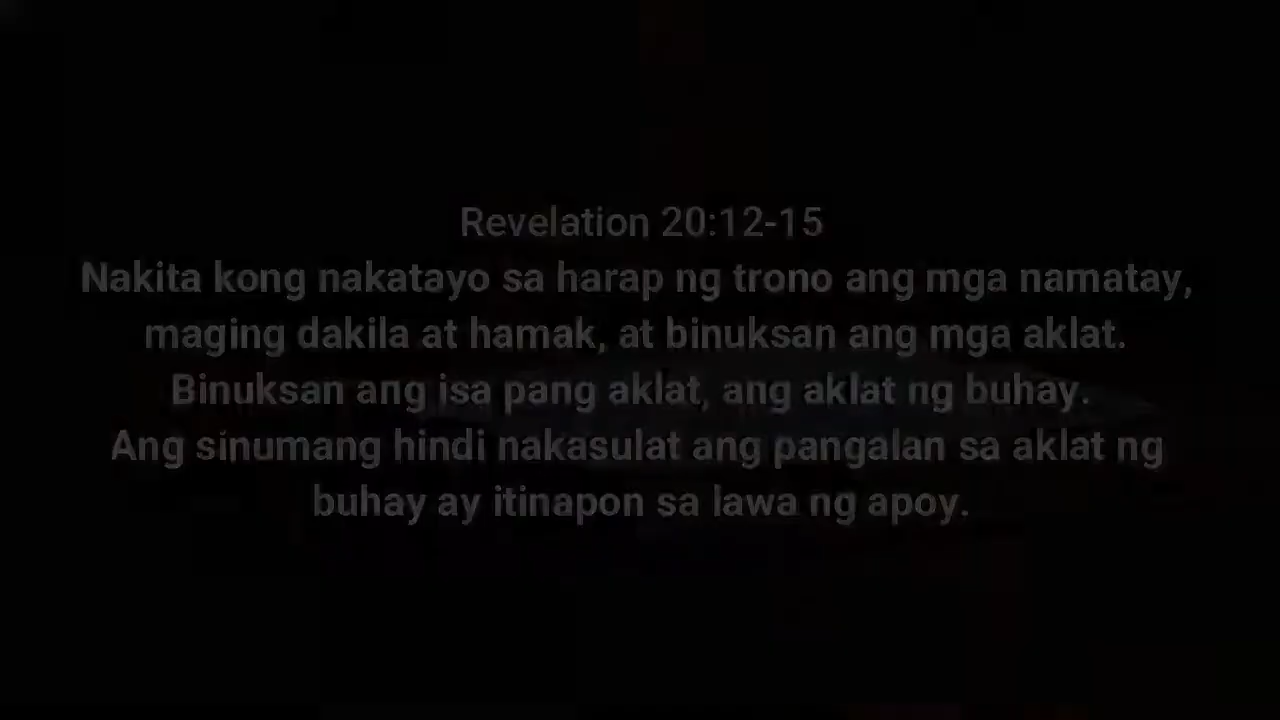 Revelation 20:12-15
Nakita kong nakatayo sa harap ng trono ang mga namatay,
maging dakila at hamak, at binuksan ang mga aklat.
Binuksan ang isa pang aklat, ang aklat ng buhay.
Ang sinumang hindi nakasulat ang pangalan sa aklat ng
buhay ay itinapon sa lawa ng apoy.